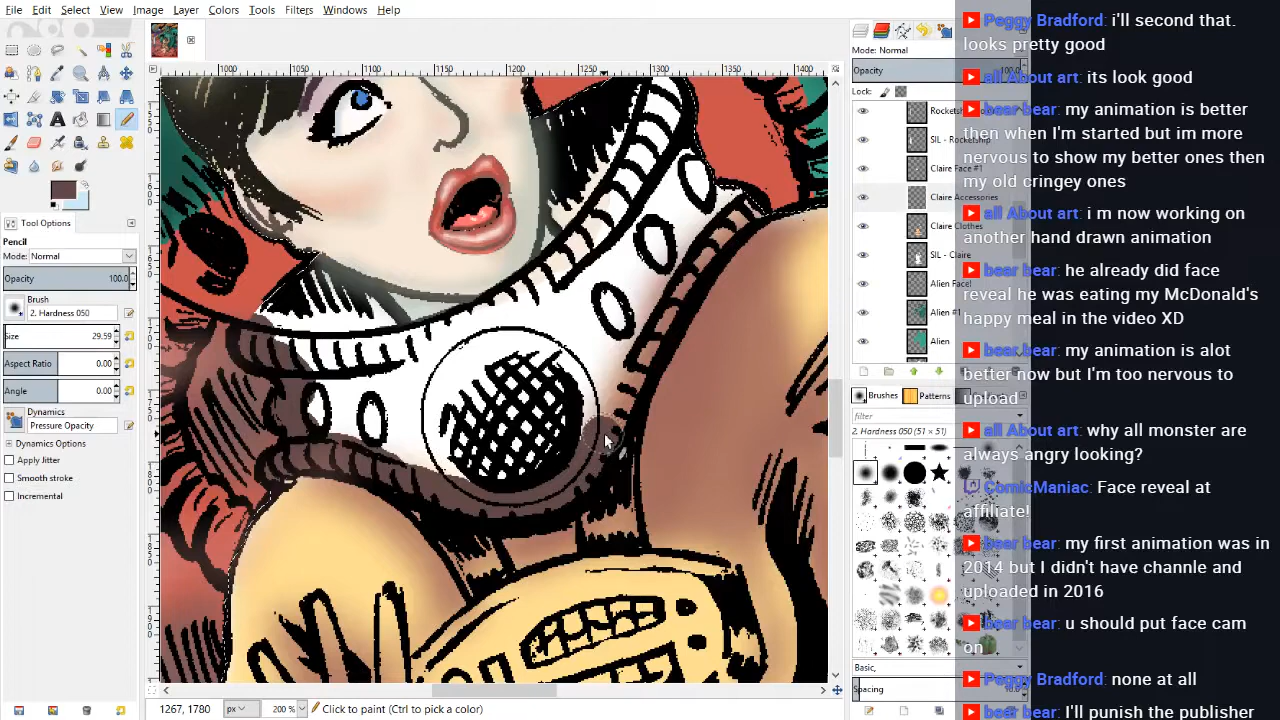 File Edit Select View Image Layer Colors Tools Filters Windows Help
Tool Options
Pencil
Mode: Normal
Opacity 100.0
Brush
2. Hardness 050
Size 29.59
Aspect Ratio 0.00
Angle 0.00
Dynamics
Pressure Opacity
Dynamics Options
Apply Jitter
Smooth stroke
Incremental
1000 1050 1100 1150 1200 1250 1300 1350 1400
267, 1780 px 200 % Click to paint (Ctrl to pick a color)
Mode: Normal
Opacity 100.0
Lock:
SIL - Rocketship
Claire Face #1
Claire Accessories
Claire Clothes
SIL - Claire
Alien Face!
Alien #1
Alien
Brushes Patterns
filter
2. Hardness 050 (51 × 51)
Basic,
Spacing 10.0
Peggy Bradford: i'll second that.
looks pretty good
all About art: its look good
bear bear: my animation is better
then when I'm started but im more
nervous to show my better ones then
my old cringey ones
all About art: i m now working on
another hand drawn animation
bear bear: he already did face
reveal he was eating my McDonald's
happy meal in the video XD
bear bear: my animation is alot
better now but I'm too nervous to
upload
all About art: why all monster are
always angry looking?
ComicManiac: Face reveal at
affiliate!
bear bear: my first animation was in
2014 but I didn't have channle and
uploaded in 2016
bear bear: u should put face cam
on
Peggy Bradford: none at all
bear bear: I'll punish the publisher